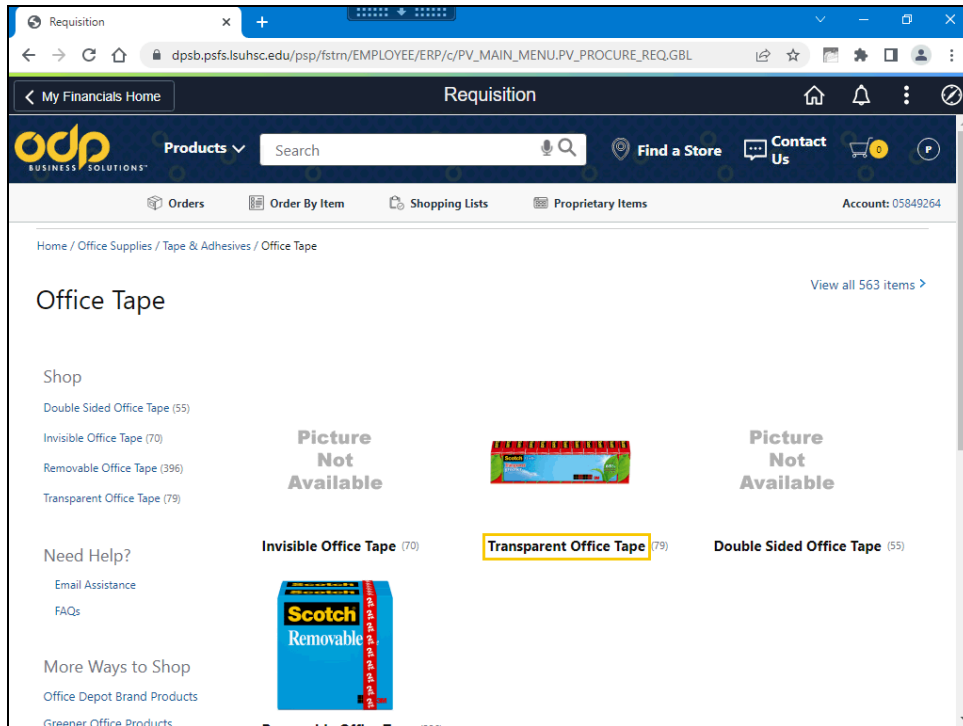 Requisition
dpsb.psfs.lsuhsc.edu/psp/fstrn/EMPLOYEE/ERP/c/PV_MAIN_MENU.PV_PROCURE_REQ.GBL
My Financials Home
Requisition
odp
BUSINESS SOLUTIONS
Products
Search
Find a Store
Contact Us
0
P
Orders
Order By Item
Shopping Lists
Proprietary Items
Account: 05849264
Home / Office Supplies / Tape & Adhesives / Office Tape
View all 563 items >
Office Tape
Shop
Double Sided Office Tape (55)
Invisible Office Tape (70)
Removable Office Tape (396)
Transparent Office Tape (79)
Need Help?
Email Assistance
FAQs
More Ways to Shop
Office Depot Brand Products
Greener Office Products
Picture
Not
Available
Invisible Office Tape (70)
Scotch
Transparent Office Tape (79)
Picture
Not
Available
Double Sided Office Tape (55)
Scotch
Scotch
Removable